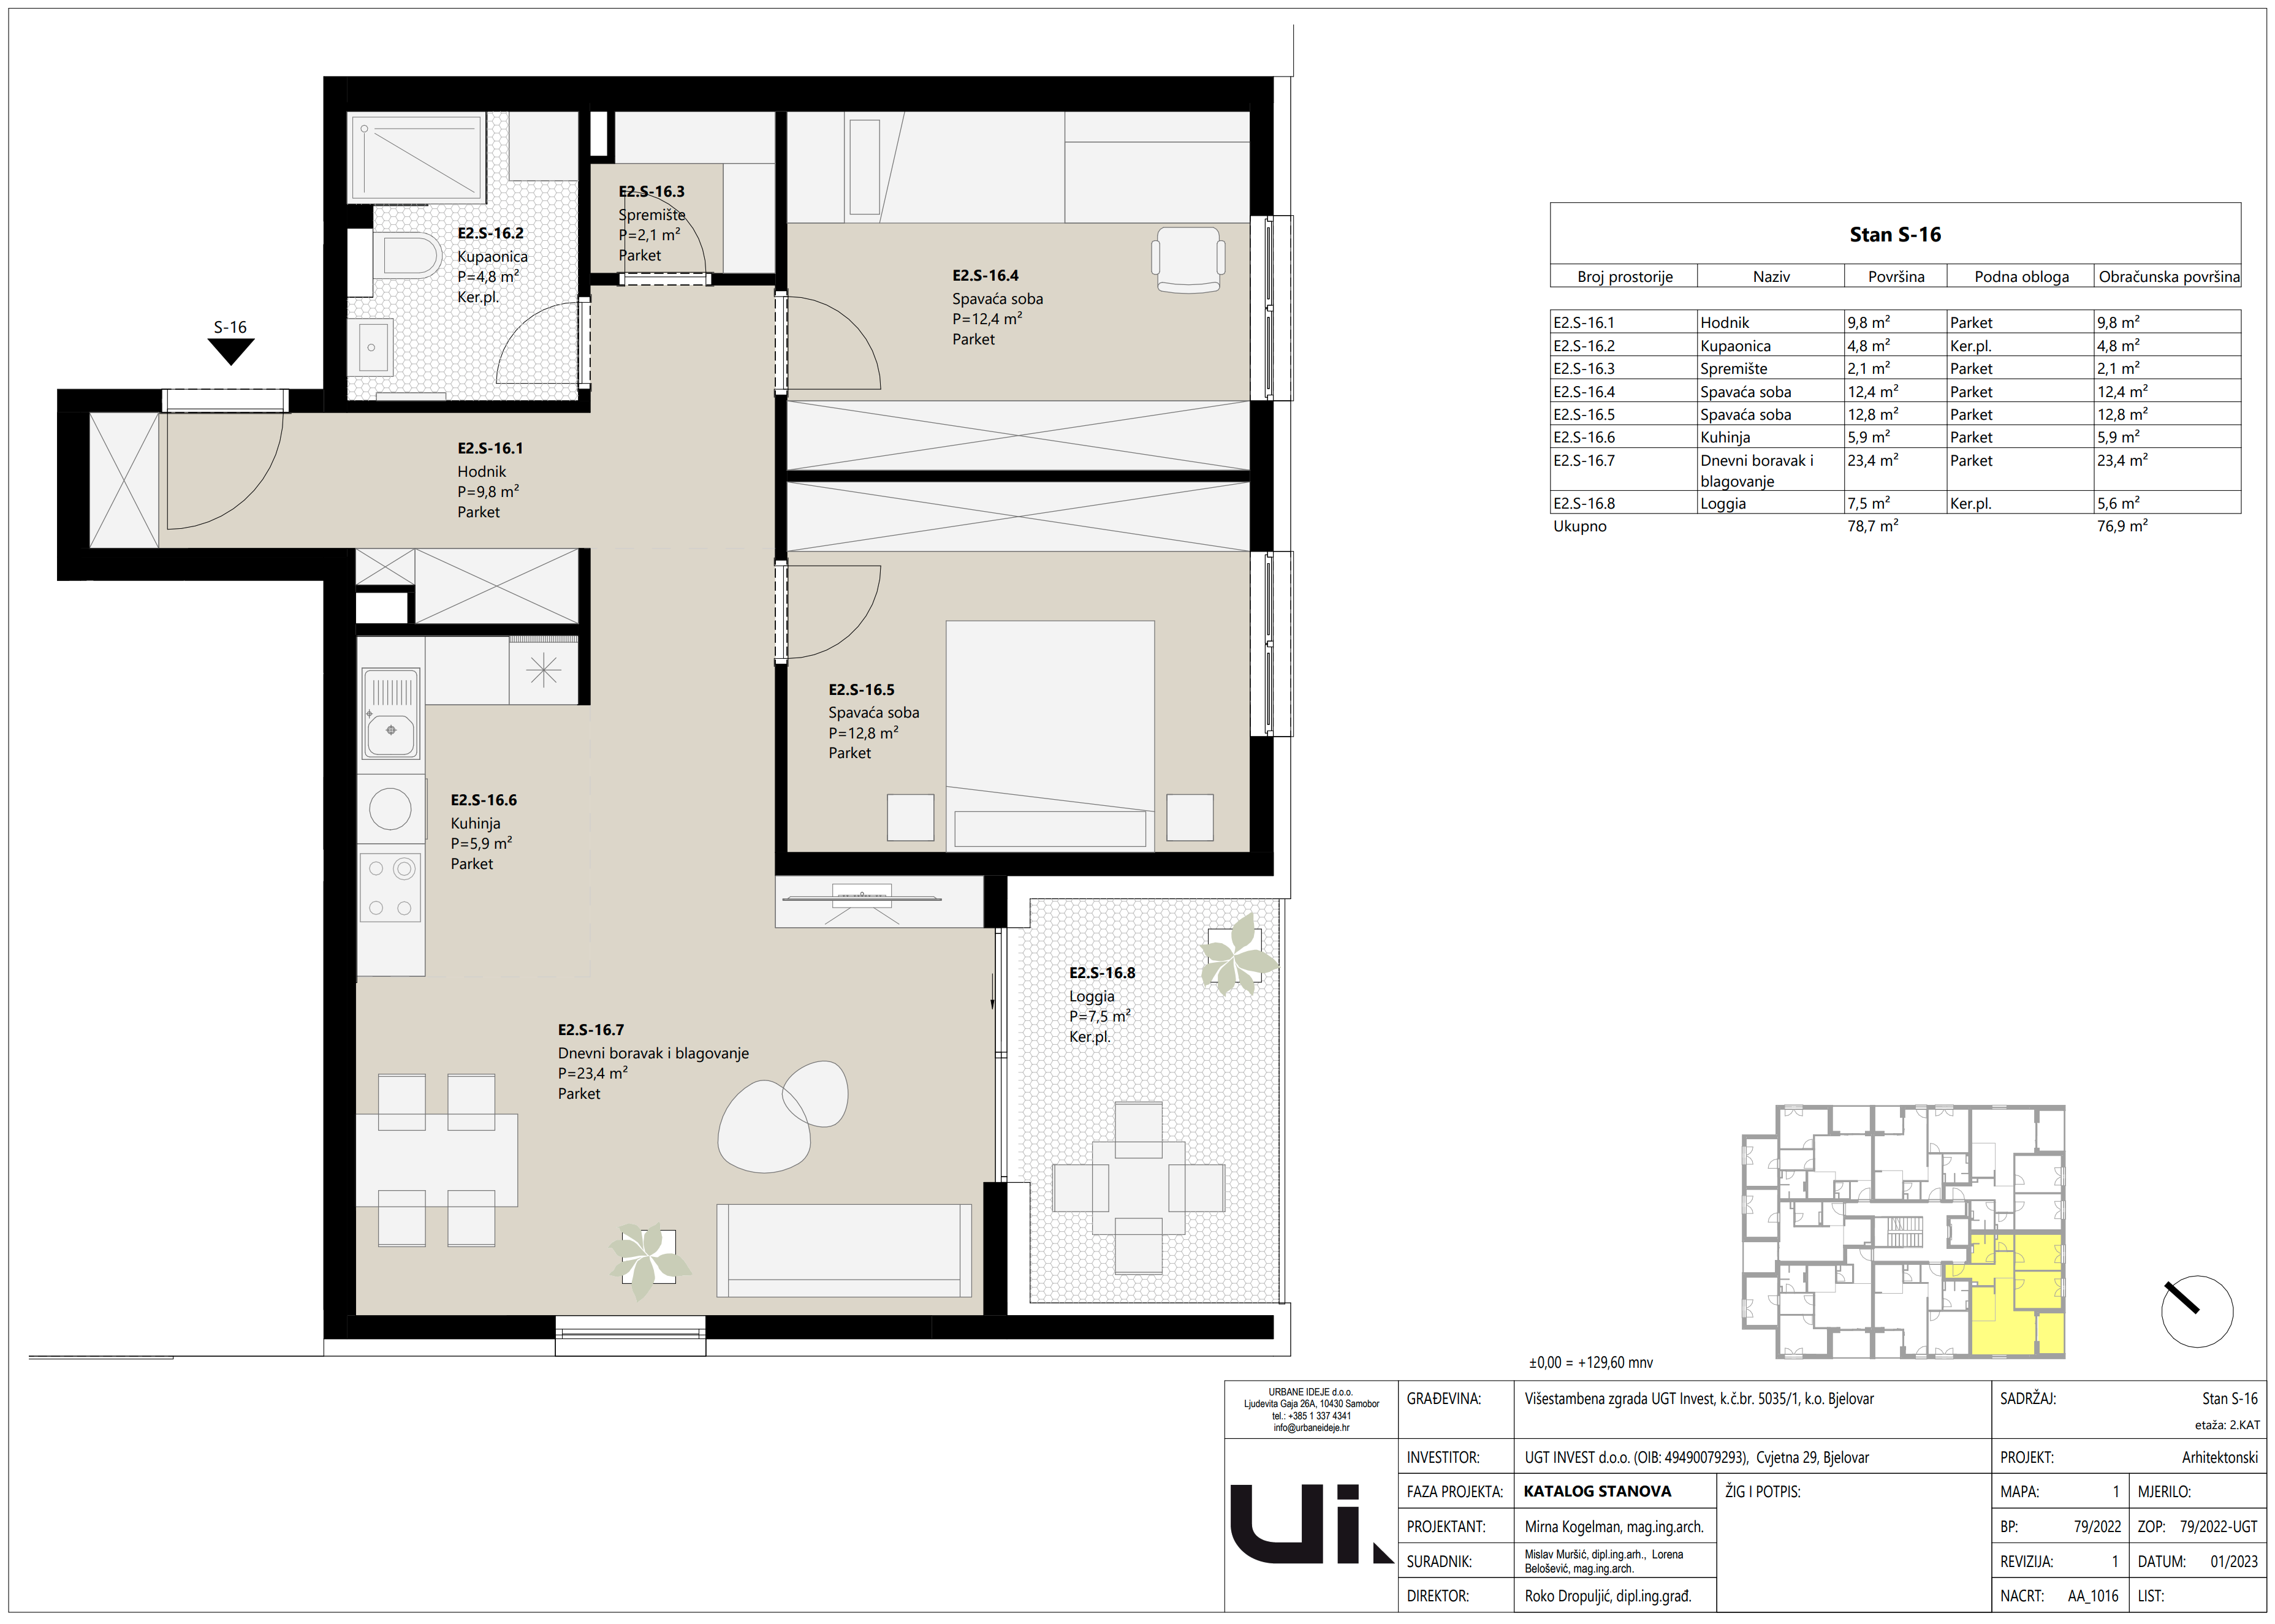 E2.S-16.3
Spremište
P=2,1 m²
Parket
E2.S-16.2
Kupaonica
P=4,8 m²
Ker.pl.
E2.S-16.4
Spavaća soba
P=12,4 m²
Parket
S-16
E2.S-16.1
Hodnik
P=9,8 m²
Parket
E2.S-16.5
Spavaća soba
P=12,8 m²
Parket
E2.S-16.6
Kuhinja
P=5,9 m²
Parket
E2.S-16.8
Loggia
P=7,5 m²
Ker.pl.
E2.S-16.7
Dnevni boravak i blagovanje
P=23,4 m²
Parket
Stan S-16
Broj prostorije Naziv Površina Podna obloga Obračunska površina
E2.S-16.1 Hodnik 9,8 m² Parket 9,8 m²
E2.S-16.2 Kupaonica 4,8 m² Ker.pl. 4,8 m²
E2.S-16.3 Spremište 2,1 m² Parket 2,1 m²
E2.S-16.4 Spavaća soba 12,4 m² Parket 12,4 m²
E2.S-16.5 Spavaća soba 12,8 m² Parket 12,8 m²
E2.S-16.6 Kuhinja 5,9 m² Parket 5,9 m²
E2.S-16.7 Dnevni boravak i 23,4 m² Parket 23,4 m²
blagovanje
E2.S-16.8 Loggia 7,5 m² Ker.pl. 5,6 m²
Ukupno 78,7 m² 76,9 m²
±0,00 = +129,60 mnv
URBANE IDEJE d.o.o.
Ljudevita Gaja 26A, 10430 Samobor
tel.: +385 1 337 4341
info@urbaneideje.hr
ui
GRAĐEVINA: Višestambena zgrada UGT Invest, k.č.br. 5035/1, k.o. Bjelovar
INVESTITOR: UGT INVEST d.o.o. (OIB: 49490079293), Cvjetna 29, Bjelovar
FAZA PROJEKTA: KATALOG STANOVA
ŽIG I POTPIS:
PROJEKTANT: Mirna Kogelman, mag.ing.arch.
SURADNIK: Mislav Muršić, dipl.ing.arh., Lorena
Belošević, mag.ing.arch.
DIREKTOR: Roko Dropuljić, dipl.ing.građ.
SADRŽAJ: Stan S-16
etaža: 2.KAT
PROJEKT: Arhitektonski
MAPA: 1 MJERILO:
BP: 79/2022 ZOP: 79/2022-UGT
REVIZIJA: 1 DATUM: 01/2023
NACRT: AA_1016 LIST: